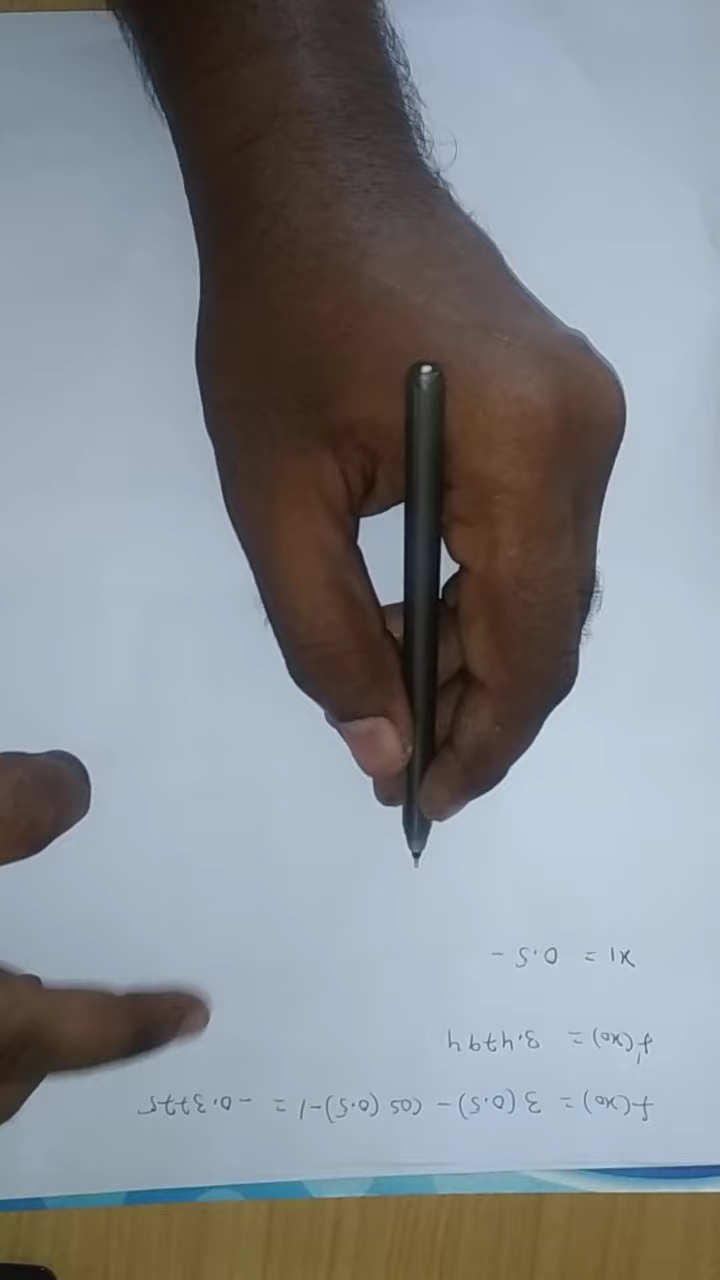 f(x0) = 3(0.5) - cos(0.5)-1 = -0.3775
f'(x0) = 3.4794
x1 = 0.5 -